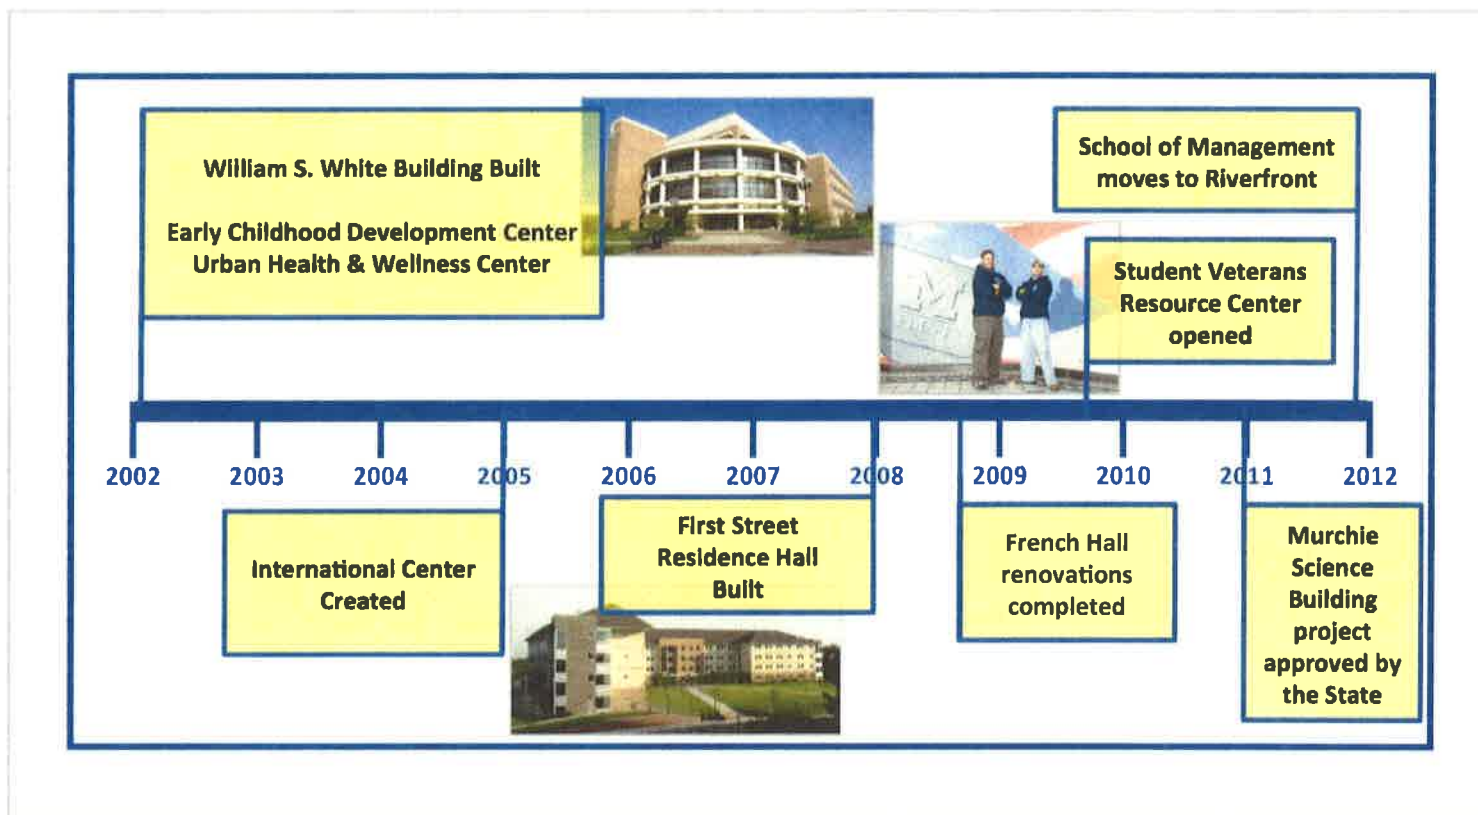 William S. White Building Built
Early Childhood Development Center
Urban Health & Wellness Center
School of Management
moves to Riverfront
Student Veterans
Resource Center
opened
2002 2003 2004 2005 2006 2007 2008 2009 2010 2011 2012
International Center
Created
First Street
Residence Hall
Built
French Hall
renovations
completed
Murchie
Science
Building
project
approved by
the State